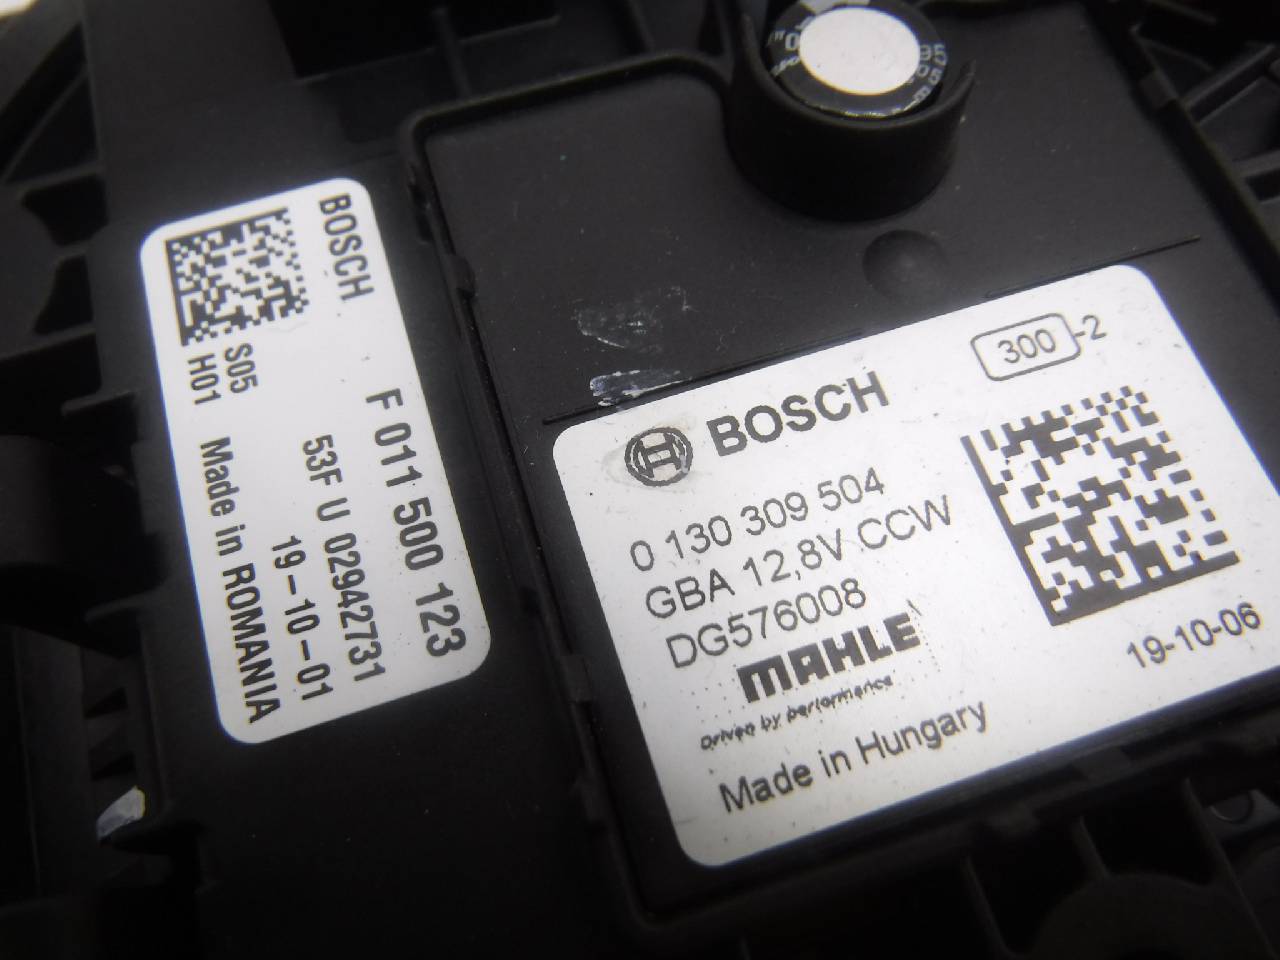 BOSCH
S05
H01
F 011 500 123
53F U 02942731
19-10-01
Made in ROMANIA
300 -2
BOSCH
0 130 309 504
GBA 12,8V CCW
DG576008
MAHLE
Driven by performance
Made in Hungary
19-10-06